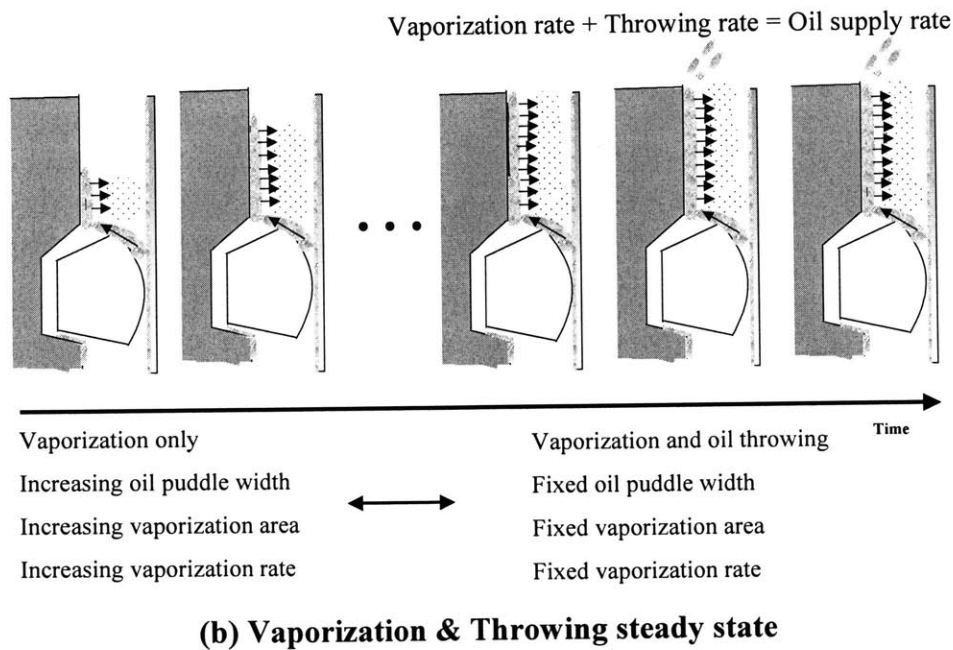 Vaporization rate + Throwing rate = Oil supply rate
Time
Vaporization only
Vaporization and oil throwing
Increasing oil puddle width
Fixed oil puddle width
Increasing vaporization area
Fixed vaporization area
Increasing vaporization rate
Fixed vaporization rate
(b) Vaporization & Throwing steady state